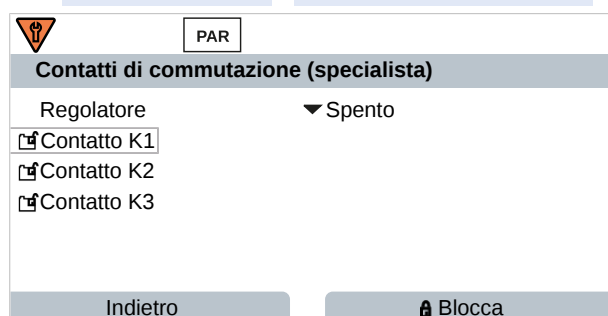 PAR
Contatti di commutazione (specialista)
Regolatore Spento
Contatto K1
Contatto K2
Contatto K3
Indietro Blocca